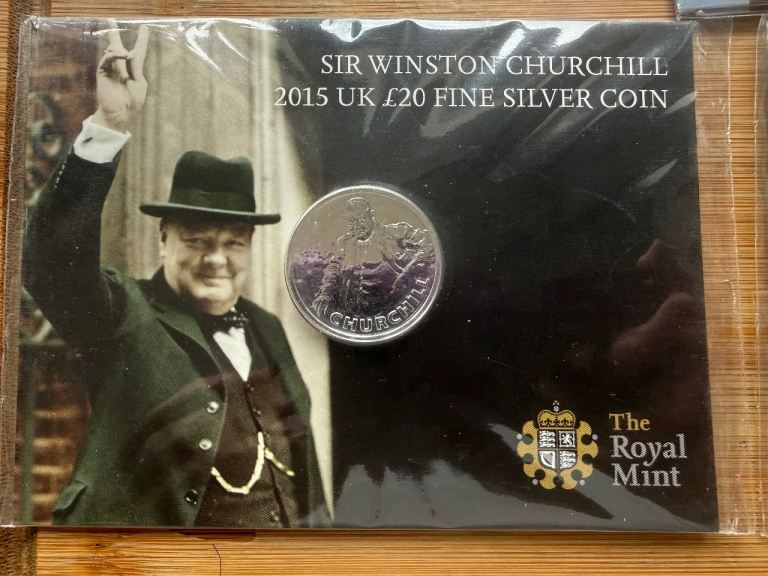 SIR WINSTON CHURCHILL
2015 UK £20 FINE SILVER COIN
CHURCHILL
The
Royal
Mint